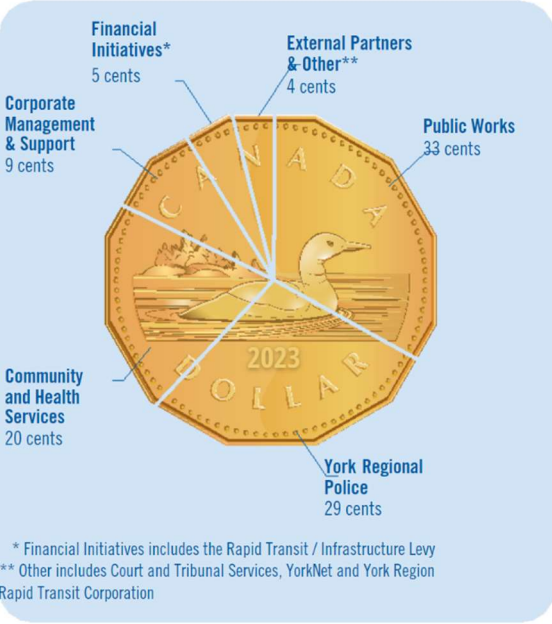 Financial
Initiatives*
5 cents
External Partners
& Other**
4 cents
Corporate
Management
& Support
9 cents
Public Works
33 cents
CANADA
2023
DOLLAR
Community
and Health
Services
20 cents
York Regional
Police
29 cents
* Financial Initiatives includes the Rapid Transit / Infrastructure Levy
** Other includes Court and Tribunal Services, YorkNet and York Region
Rapid Transit Corporation